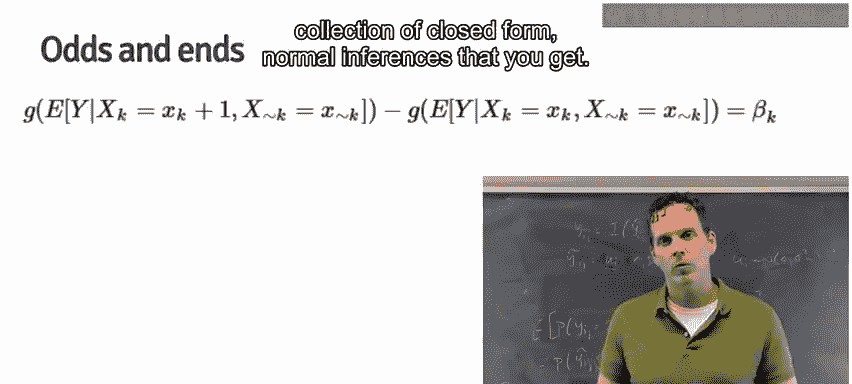 collection of closed form,
Odds and ends normal inferences that you get.
g(E[Y|X_k = x_k + 1, X_{∼k} = x_{∼k}]) − g(E[Y|X_k = x_k, X_{∼k} = x_{∼k}]) = β_k